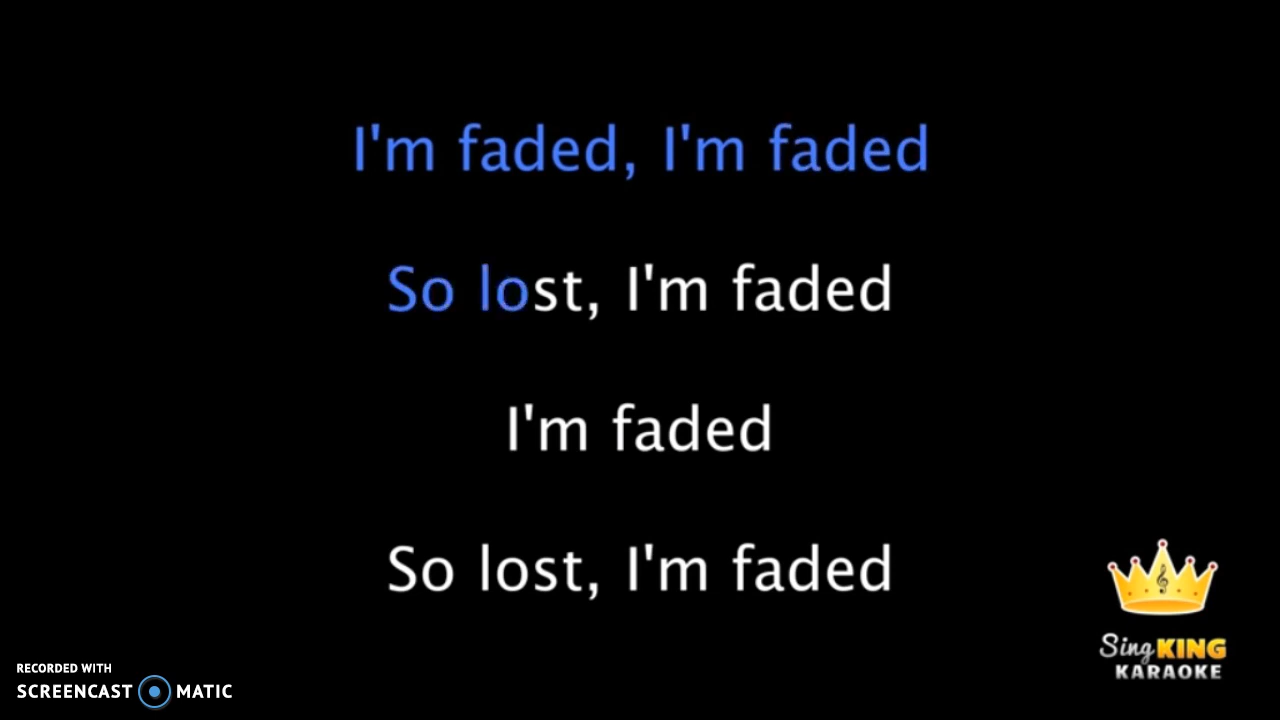 I'm faded, I'm faded
So lost, I'm faded
I'm faded
So lost, I'm faded
Sing KING
KARAOKE
RECORDED WITH
SCREENCAST MATIC